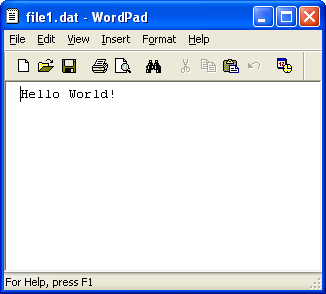 file1.dat - WordPad
File Edit View Insert Format Help
Hello World!
For Help, press F1